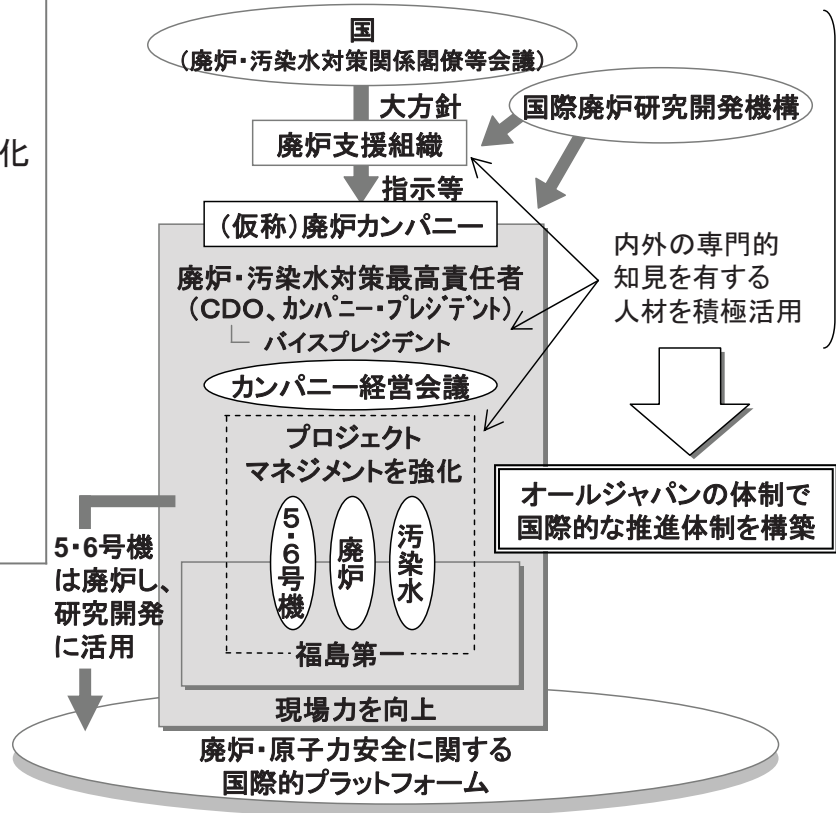 国
(廃炉・汚染水対策関係閣僚等会議)
大方針
国際廃炉研究開発機構
化
廃炉支援組織
指示等
(仮称)廃炉カンパニー
内外の専門的
知見を有する
人材を積極活用
廃炉・汚染水対策最高責任者
(CDO、カンパニー・プレジデント)
バイスプレジデント
カンパニー経営会議
プロジェクト
マネジメントを強化
オールジャパンの体制で
国際的な推進体制を構築
5・6号機
廃炉
汚染水
5・6号機
は廃炉し、
研究開発
に活用
福島第一
現場力を向上
廃炉・原子力安全に関する
国際的プラットフォーム